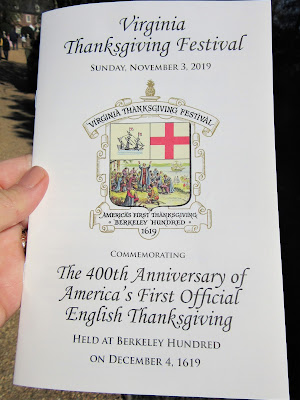 Virginia
Thanksgiving Festival
Sunday, November 3, 2019
VIRGINIA THANKSGIVING FESTIVAL
AMERICA'S FIRST THANKSGIVING
BERKELEY HUNDRED
1619
Commemorating
The 400th Anniversary of
America's First Official
English Thanksgiving
Held at Berkeley Hundred
on December 4, 1619